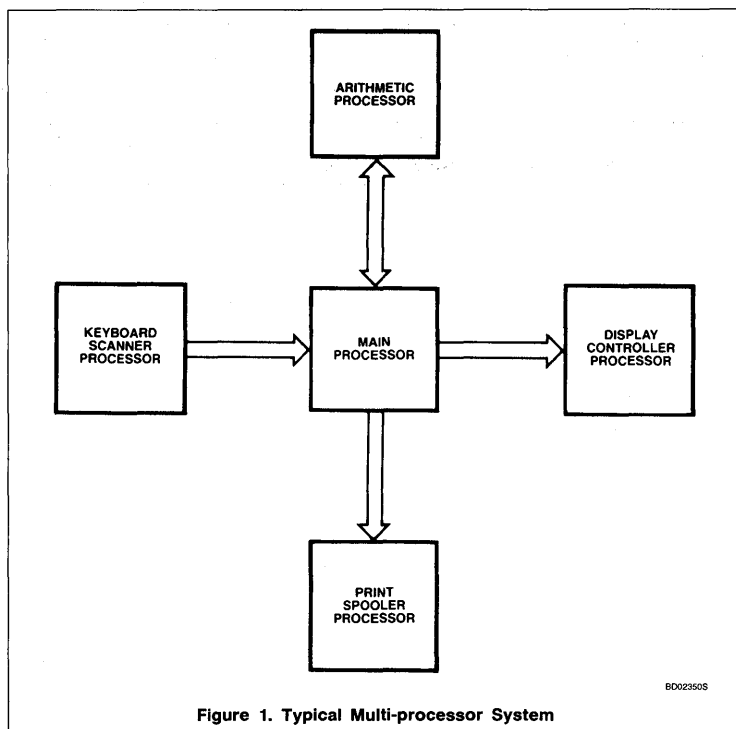 ARITHMETIC
PROCESSOR
KEYBOARD
SCANNER
PROCESSOR
MAIN
PROCESSOR
DISPLAY
CONTROLLER
PROCESSOR
PRINT
SPOOLER
PROCESSOR
BD02350S
Figure 1. Typical Multi-processor System